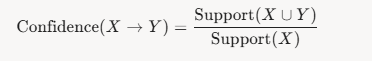 Confidence(X → Y) = Support(X ∪ Y) / Support(X)